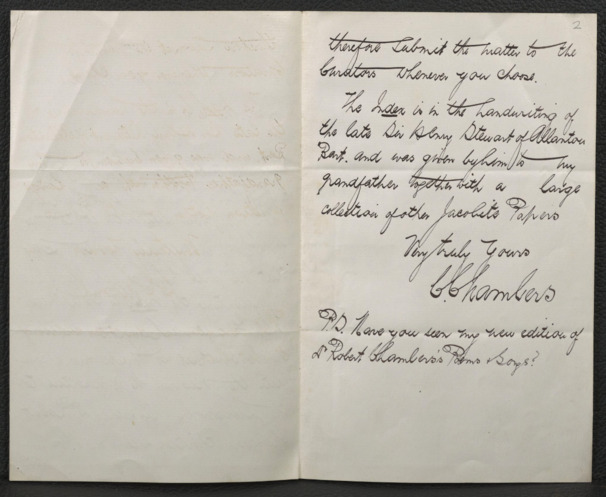 2
therefore submit the matter to the
Curators whenever you choose.
The Index is in the handwriting of
the late Sir Henry Stewart of Allanton
Bart. and was given by him to my
grandfather together with a large
collection of other Jacobite Papers
Very truly Yours
C. Chambers
P.S. Have you seen my new edition of
Dr Robert Chambers's Poems & Songs?